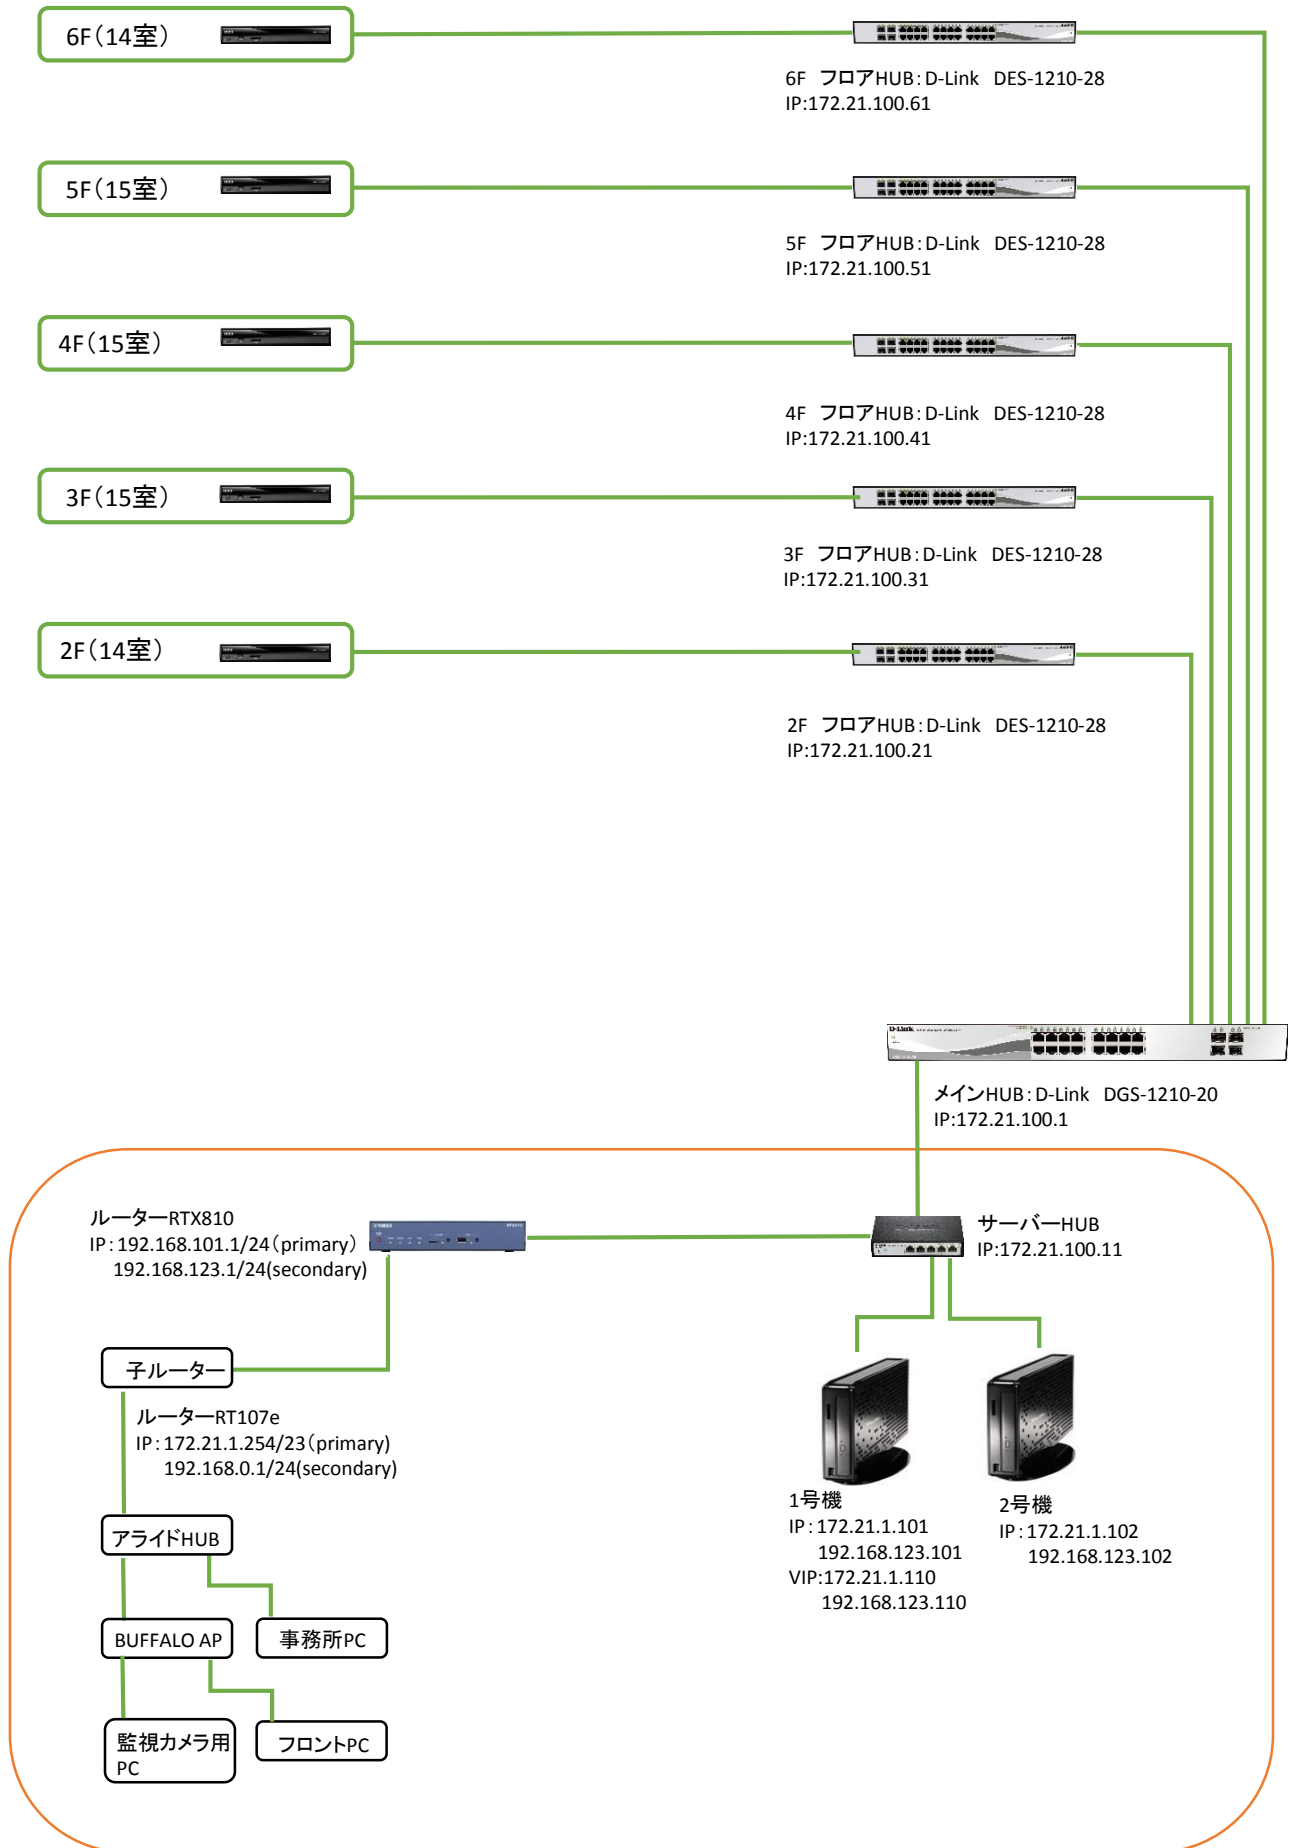 6F（14室）
6F　フロアHUB：D-Link　DES-1210-28
IP:172.21.100.61
5F（15室）
5F　フロアHUB：D-Link　DES-1210-28
IP:172.21.100.51
4F（15室）
4F　フロアHUB：D-Link　DES-1210-28
IP:172.21.100.41
3F（15室）
3F　フロアHUB：D-Link　DES-1210-28
IP:172.21.100.31
2F（14室）
2F　フロアHUB：D-Link　DES-1210-28
IP:172.21.100.21
D-Link
メインHUB：D-Link　DGS-1210-20
IP:172.21.100.1
ルーターRTX810
IP：192.168.101.1/24（primary）
192.168.123.1/24(secondary)
サーバーHUB
IP:172.21.100.11
子ルーター
ルーターRT107e
IP：172.21.1.254/23（primary)
192.168.0.1/24(secondary)
アライドHUB
BUFFALO AP
事務所PC
監視カメラ用
PC
フロントPC
1号機
IP：172.21.1.101
192.168.123.101
VIP:172.21.1.110
192.168.123.110
2号機
IP：172.21.1.102
192.168.123.102